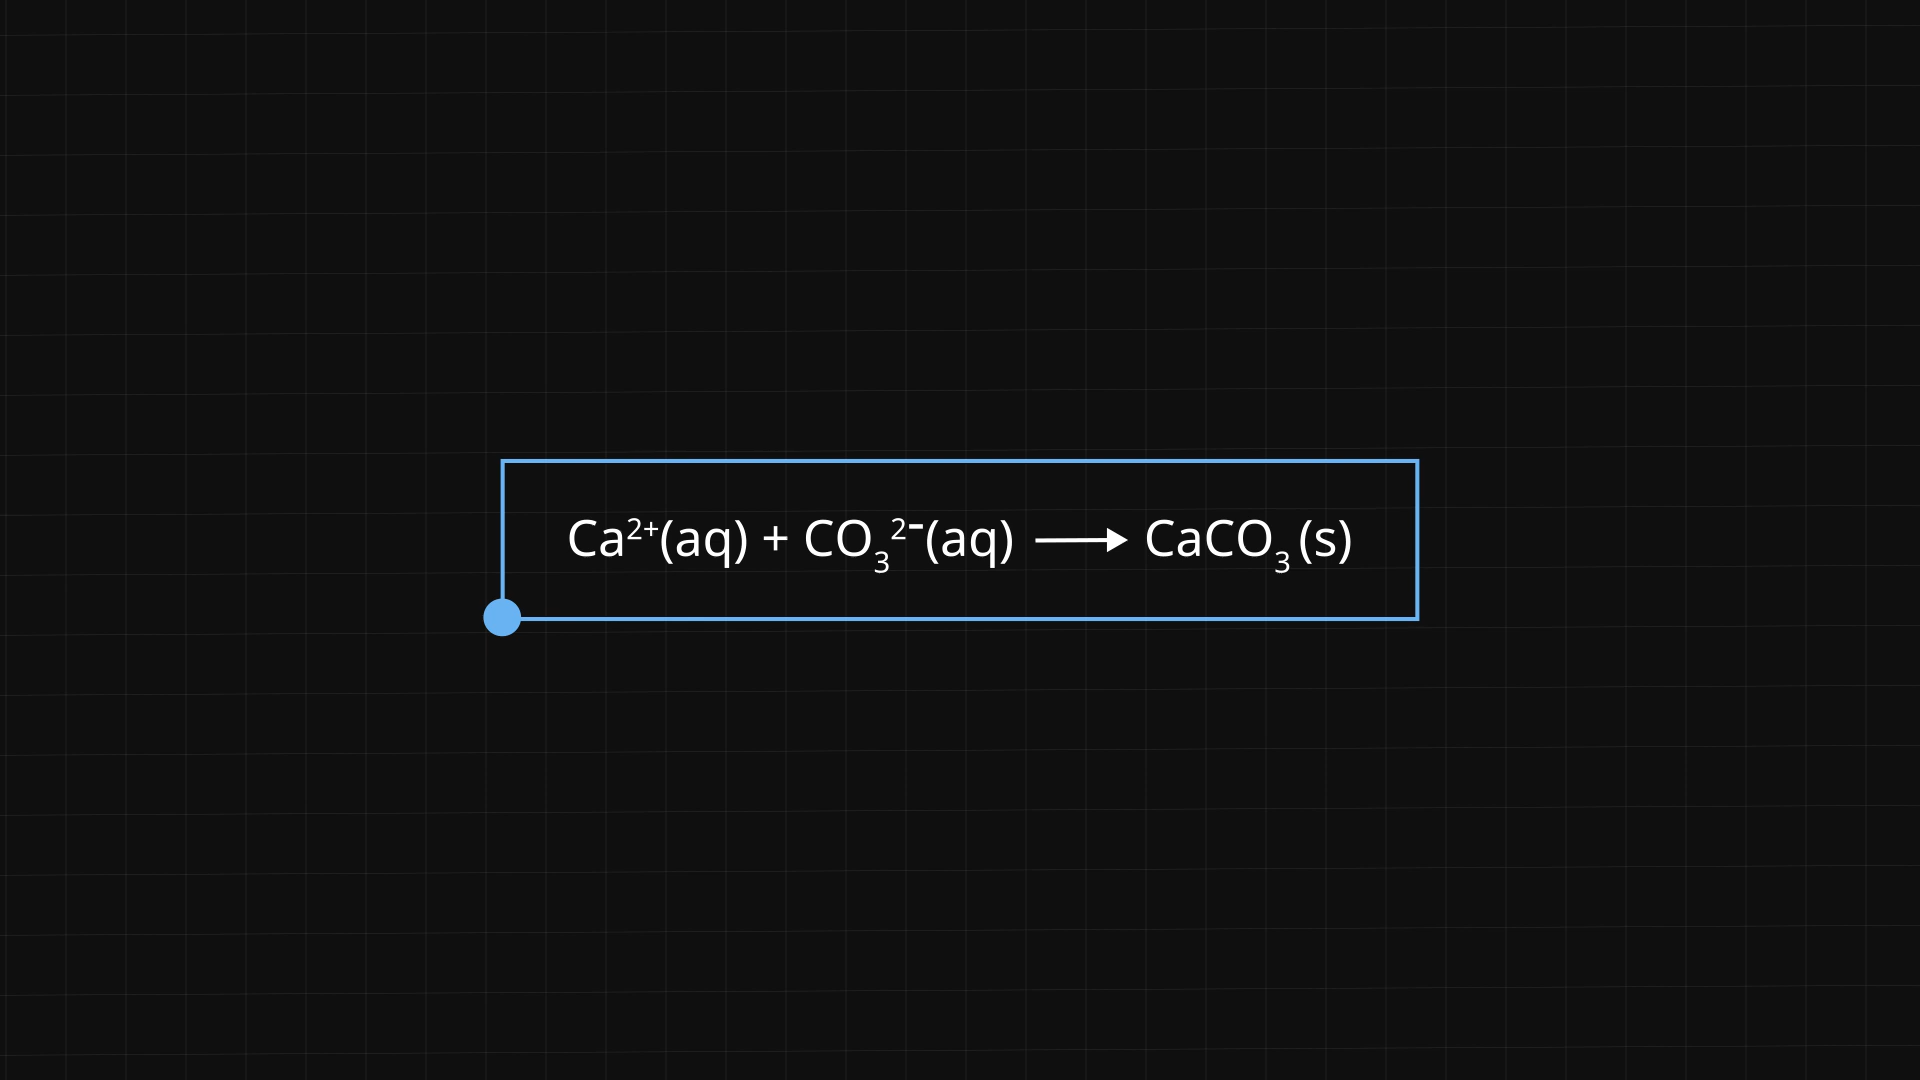 Ca²⁺(aq) + CO₃²⁻(aq) ⟶ CaCO₃(s)